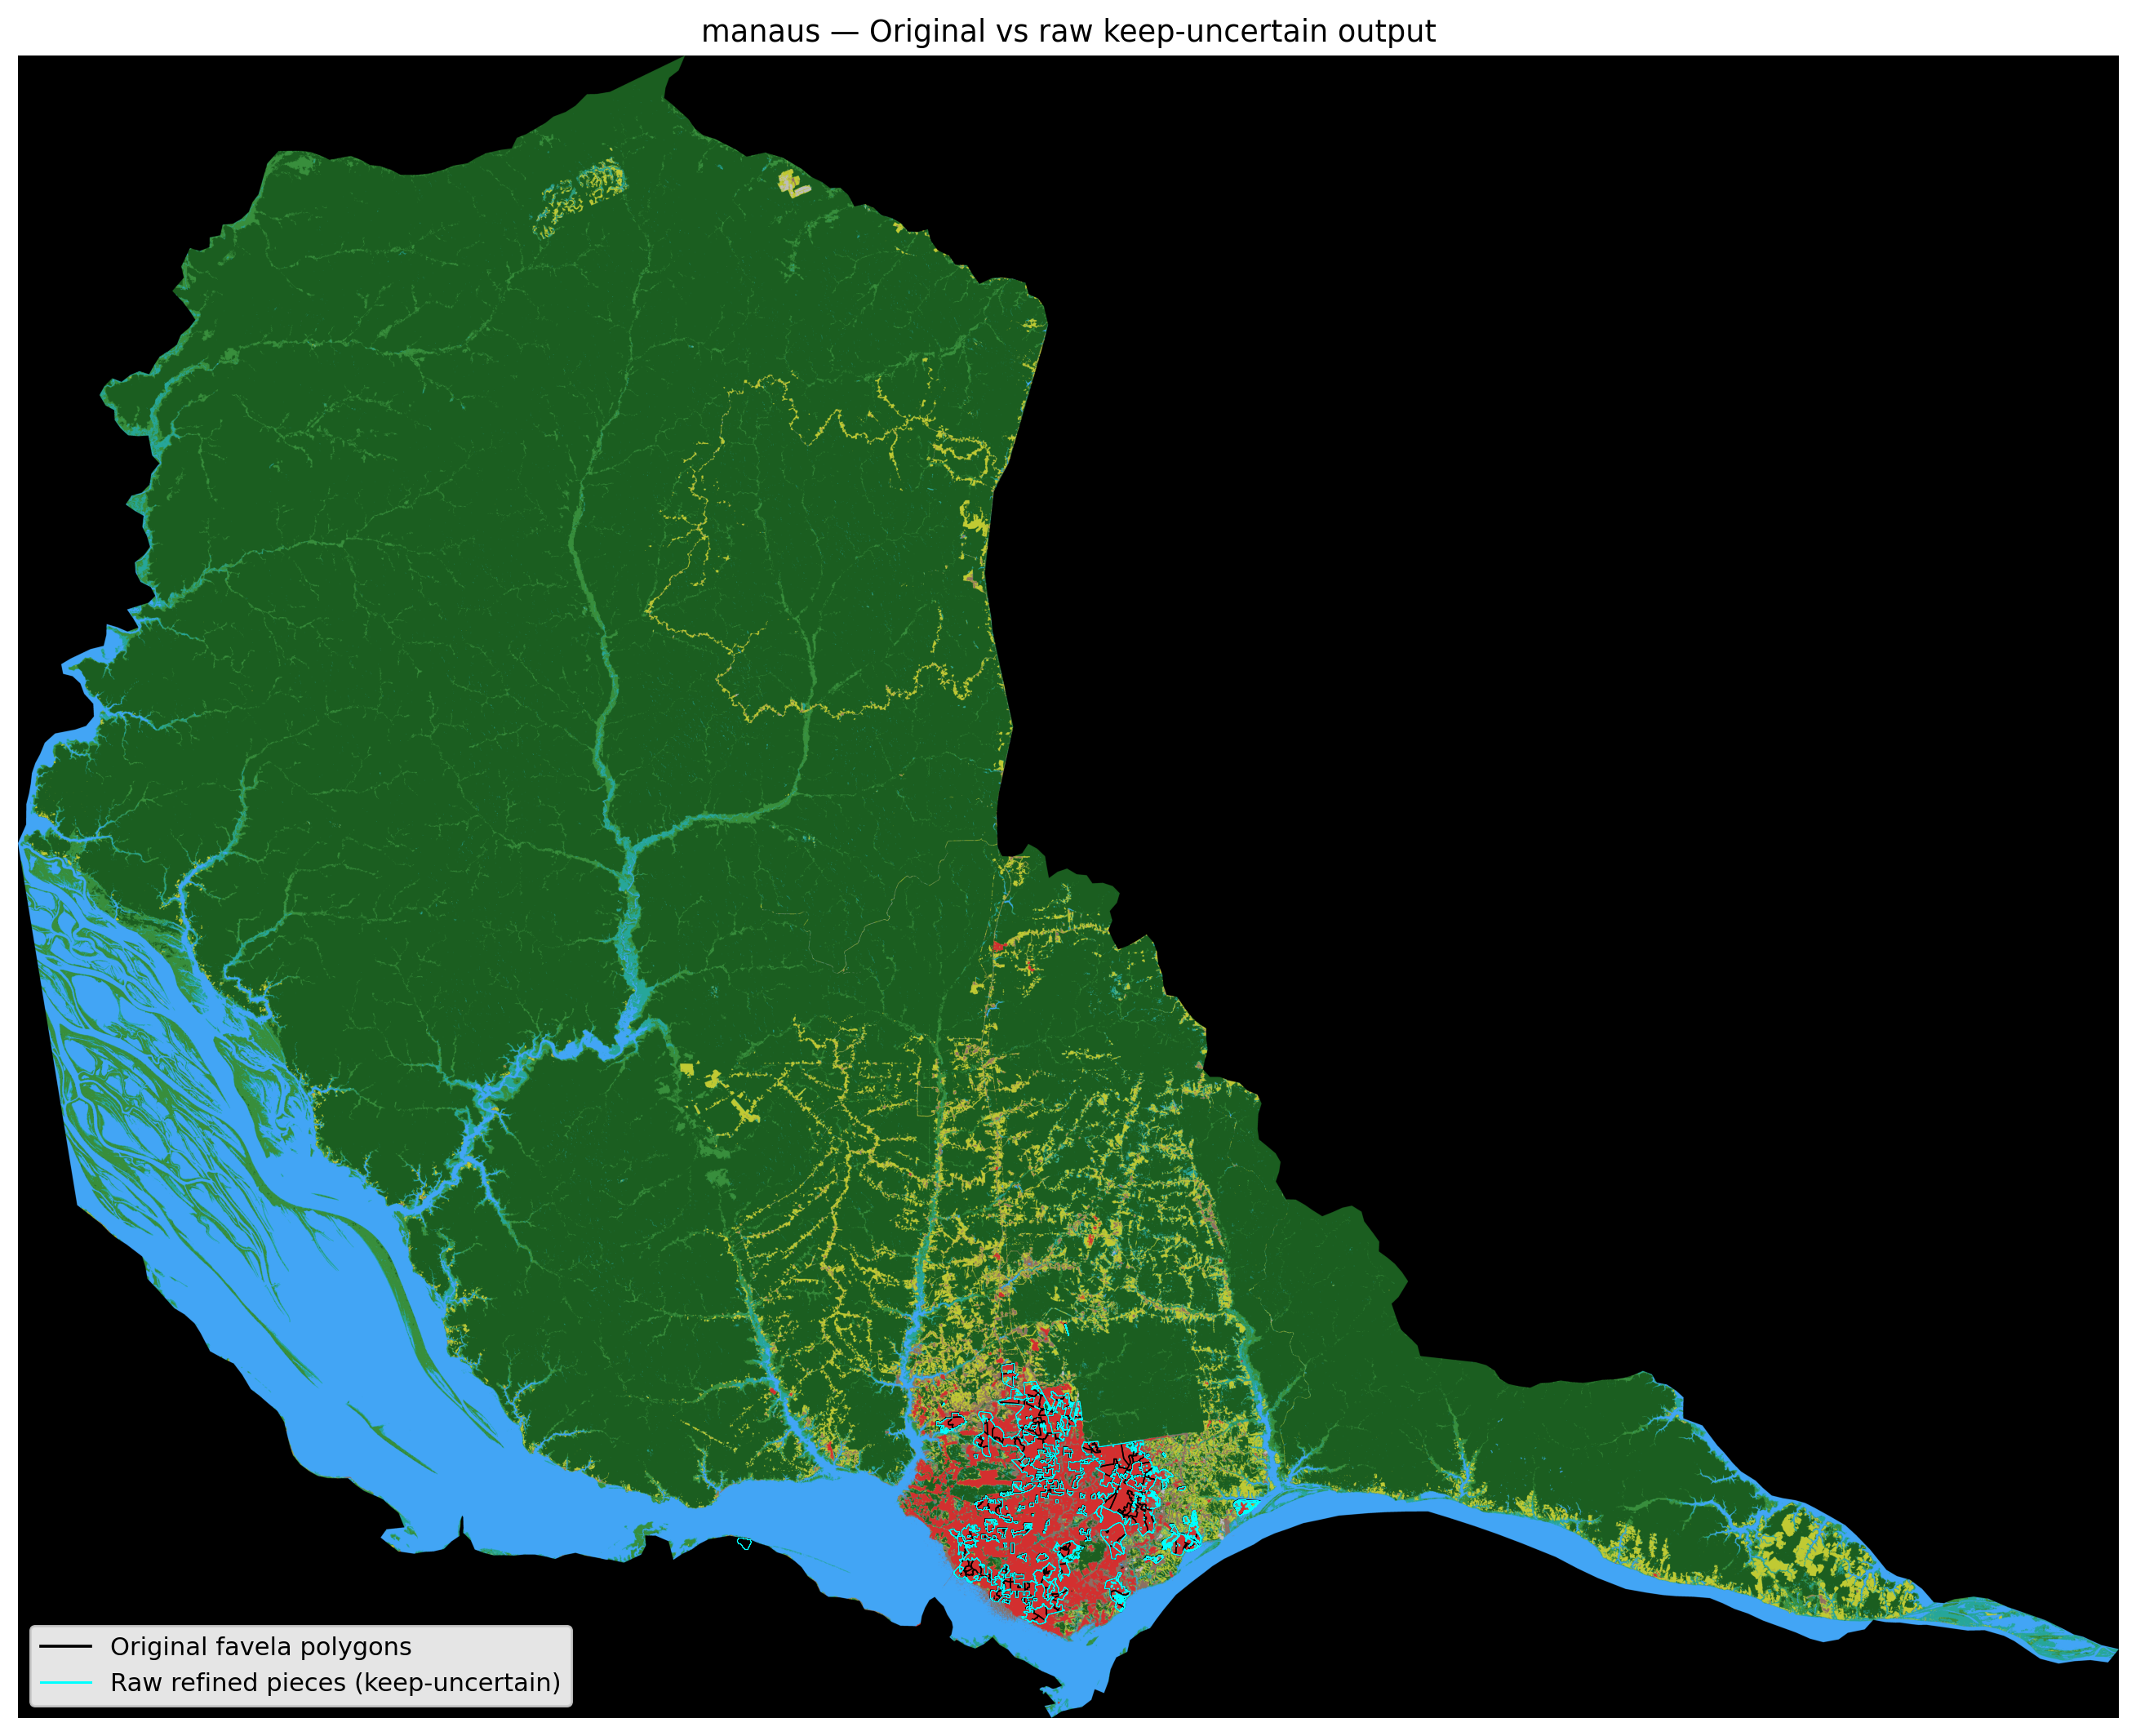 manaus — Original vs raw keep-uncertain output
Original favela polygons
Raw refined pieces (keep-uncertain)